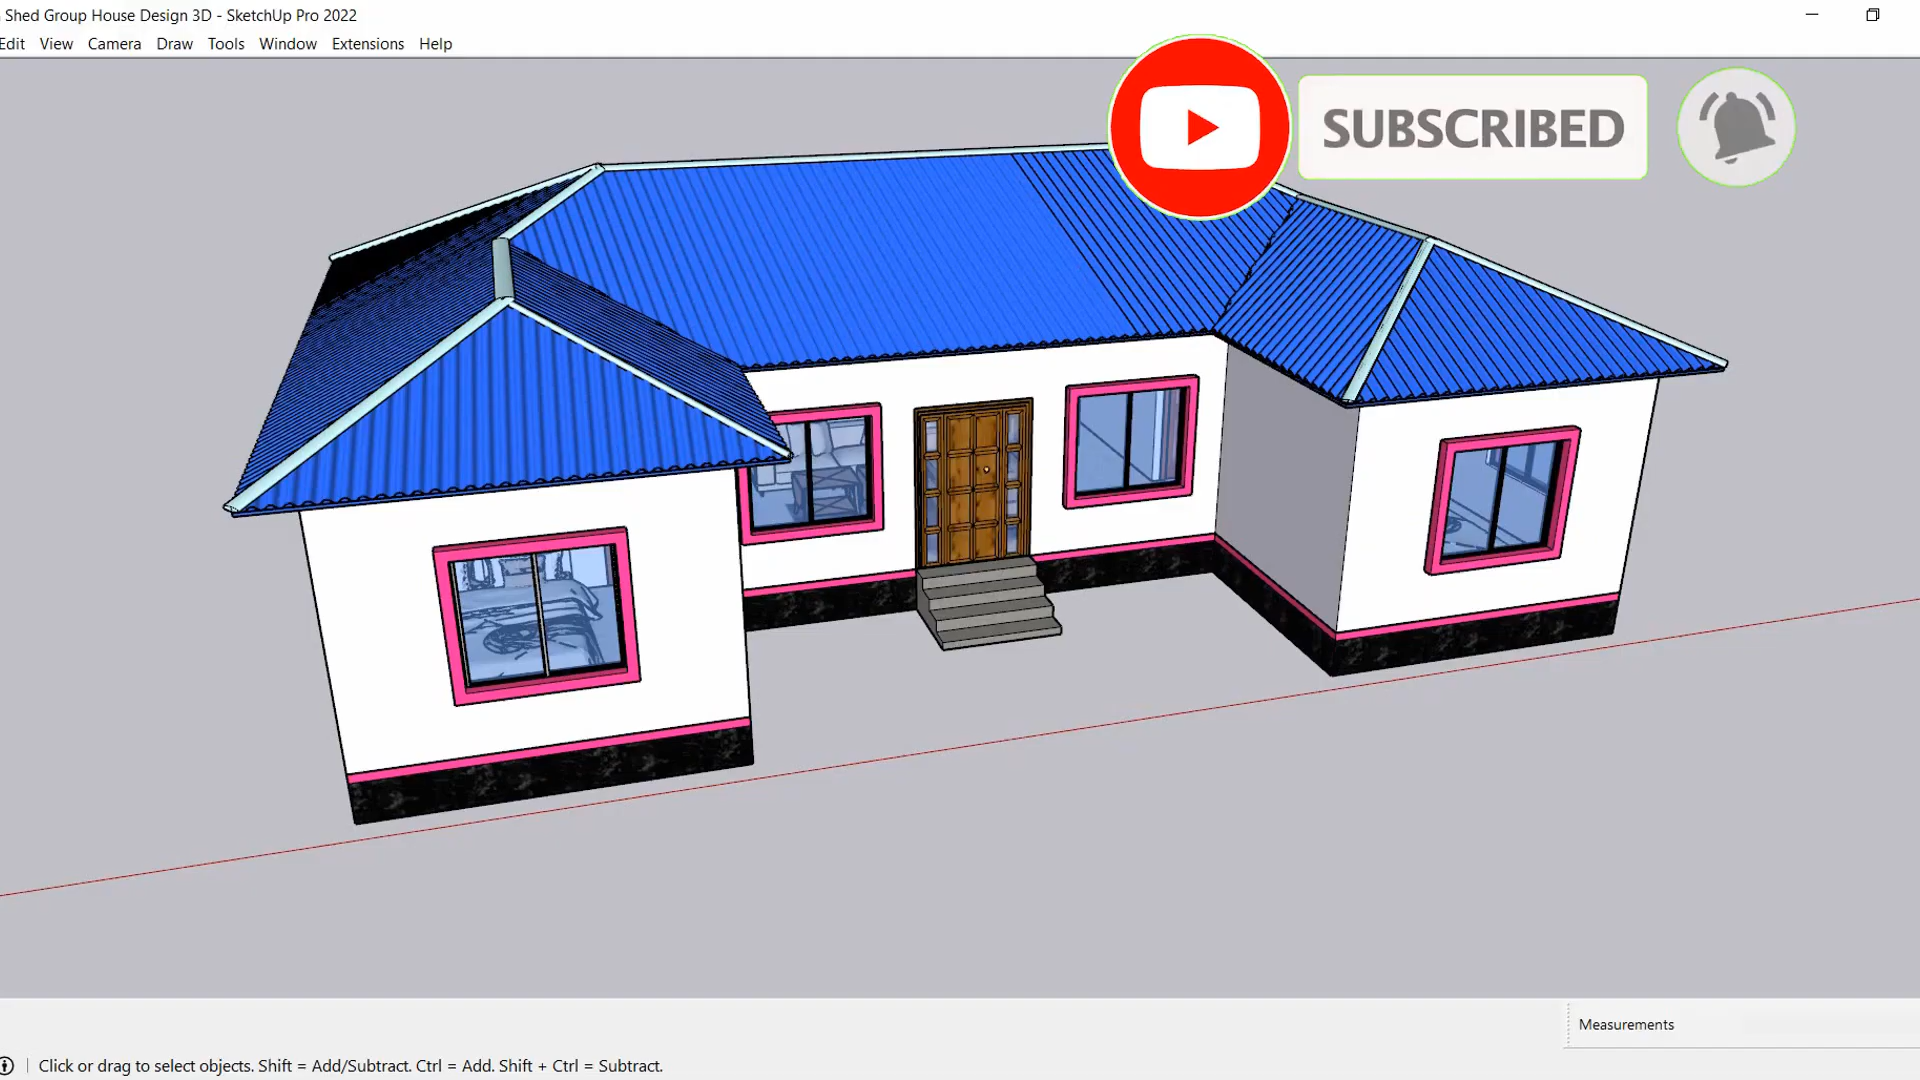 Shed Group House Design 3D - SketchUp Pro 2022
Edit View Camera Draw Tools Window Extensions Help
SUBSCRIBED
Measurements
Click or drag to select objects. Shift = Add/Subtract. Ctrl = Add. Shift + Ctrl = Subtract.